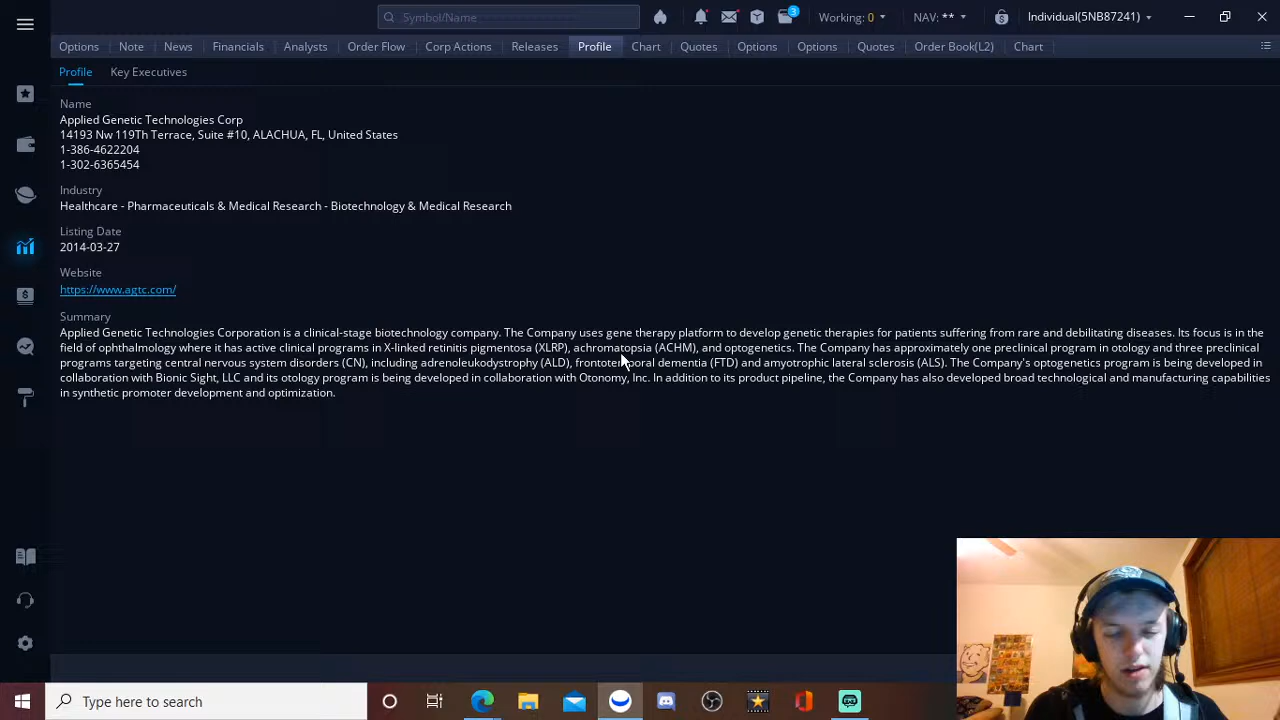 Symbol/Name
3
Working: 0
NAV: **
Individual(5NB87241)
Options Note News Financials Analysts Order Flow Corp Actions Releases Profile Chart Quotes Options Options Quotes Order Book(L2) Chart
Profile Key Executives
Name
Applied Genetic Technologies Corp
14193 Nw 119Th Terrace, Suite #10, ALACHUA, FL, United States
1-386-4622204
1-302-6365454
Industry
Healthcare - Pharmaceuticals & Medical Research - Biotechnology & Medical Research
Listing Date
2014-03-27
Website
https://www.agtc.com/
Summary
Applied Genetic Technologies Corporation is a clinical-stage biotechnology company. The Company uses gene therapy platform to develop genetic therapies for patients suffering from rare and debilitating diseases. Its focus is in the
field of ophthalmology where it has active clinical programs in X-linked retinitis pigmentosa (XLRP), achromatopsia (ACHM), and optogenetics. The Company has approximately one preclinical program in otology and three preclinical
programs targeting central nervous system disorders (CN), including adrenoleukodystrophy (ALD), frontotemporal dementia (FTD) and amyotrophic lateral sclerosis (ALS). The Company's optogenetics program is being developed in
collaboration with Bionic Sight, LLC and its otology program is being developed in collaboration with Otonomy, Inc. In addition to its product pipeline, the Company has also developed broad technological and manufacturing capabilities
in synthetic promoter development and optimization.
Type here to search